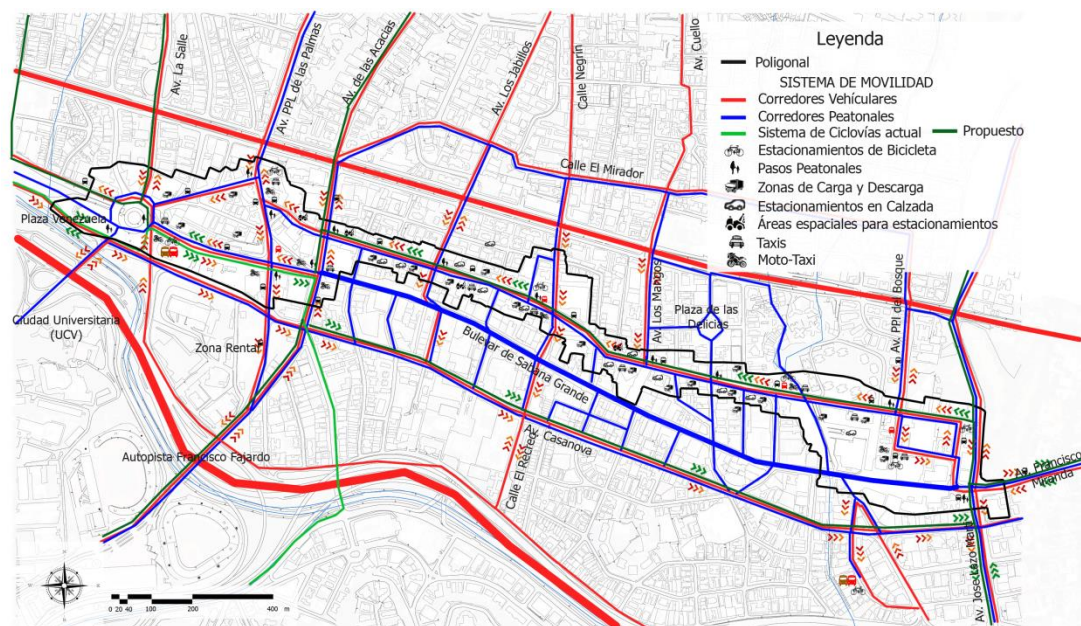 Leyenda
Poligonal
SISTEMA DE MOVILIDAD
Corredores Vehículares
Corredores Peatonales
Sistema de Ciclovías actual
Propuesto
Estacionamientos de Bicicleta
Pasos Peatonales
Zonas de Carga y Descarga
Estacionamientos en Calzada
Áreas espaciales para estacionamientos
Taxis
Moto-Taxi
Av. La Salle
Av. PPL de las Palmas
Av. de las Acacias
Av. Los Jabillos
Calle Negrin
Av. Cuello
Calle El Mirador
Plaza Venezuela
Ciudad Universitaria
(UCV)
Zona Rental
Autopista Francisco Fajardo
Bulevar de Sabana Grande
Av. Casanova
Calle El Recreo
Av. Los Mangos
Plaza de las
Delicias
Av. PPl del Bosque
Av. Francisco
Miranda
0 20 40 100 200 400 m